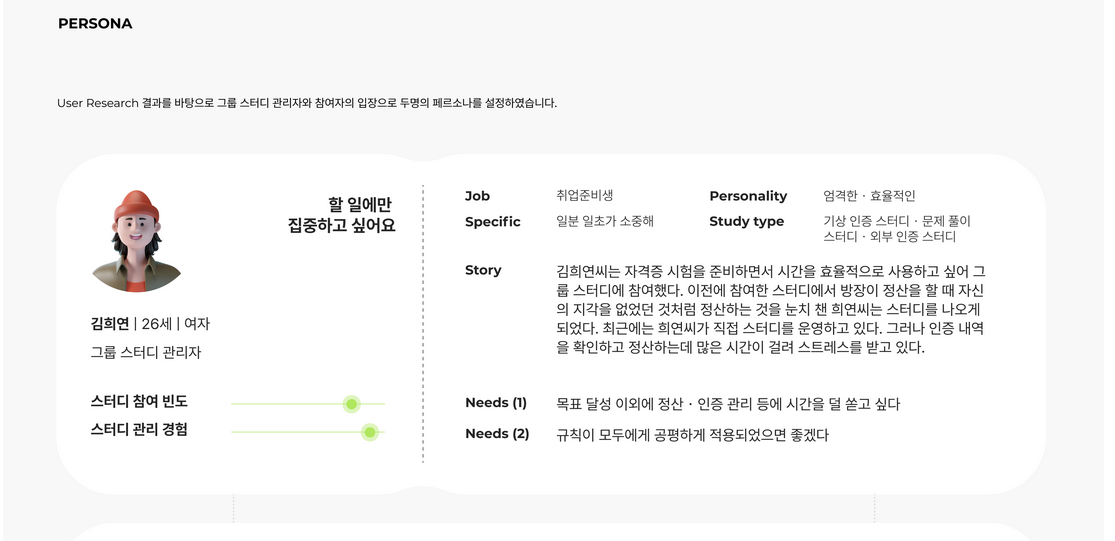 PERSONA
User Research 결과를 바탕으로 그룹 스터디 관리자와 참여자의 입장으로 두명의 페르소나를 설정하였습니다.
할 일에만
집중하고 싶어요
김희연 | 26세 | 여자
그룹 스터디 관리자
스터디 참여 빈도
스터디 관리 경험
Job 취업준비생
Personality 엄격한 · 효율적인
Specific 일분 일초가 소중해
Study type 기상 인증 스터디 · 문제 풀이
스터디 · 외부 인증 스터디
Story 김희연씨는 자격증 시험을 준비하면서 시간을 효율적으로 사용하고 싶어 그
룹 스터디에 참여했다. 이전에 참여한 스터디에서 방장이 정산을 할 때 자신
의 지각을 없었던 것처럼 정산하는 것을 눈치 챈 희연씨는 스터디를 나오게
되었다. 최근에는 희연씨가 직접 스터디를 운영하고 있다. 그러나 인증 내역
을 확인하고 정산하는데 많은 시간이 걸려 스트레스를 받고 있다.
Needs (1) 목표 달성 이외에 정산 · 인증 관리 등에 시간을 덜 쏟고 싶다
Needs (2) 규칙이 모두에게 공평하게 적용되었으면 좋겠다